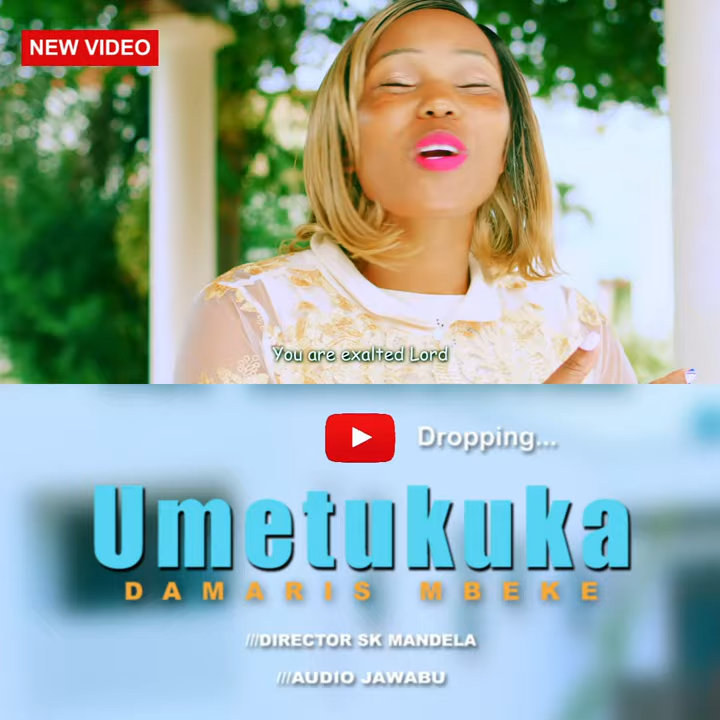 NEW VIDEO
You are exalted Lord
Dropping...
Umetukuka
DAMARIS MBEKE
///DIRECTOR SK MANDELA
///AUDIO JAWABU